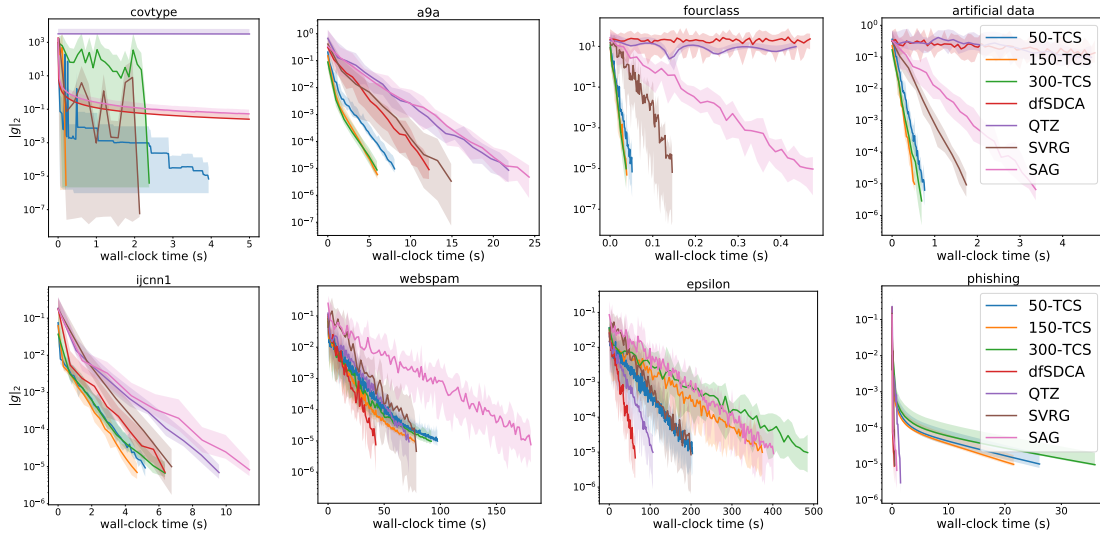 covtype
10³
10¹
10⁻¹
10⁻³
10⁻⁵
10⁻⁷
|g|₂
0 1 2 3 4 5
wall-clock time (s)
a9a
10⁰
10⁻¹
10⁻²
10⁻³
10⁻⁴
10⁻⁵
10⁻⁶
10⁻⁷
0 5 10 15 20 25
wall-clock time (s)
fourclass
10¹
10⁻¹
10⁻³
10⁻⁵
10⁻⁷
0.0 0.1 0.2 0.3 0.4
wall-clock time (s)
artificial data
10⁰
10⁻¹
10⁻²
10⁻³
10⁻⁴
10⁻⁵
10⁻⁶
0 1 2 3 4
wall-clock time (s)
50-TCS
150-TCS
300-TCS
dfSDCA
QTZ
SVRG
SAG
ijcnn1
10⁻¹
10⁻²
10⁻³
10⁻⁴
10⁻⁵
10⁻⁶
|g|₂
0 2 4 6 8 10
wall-clock time (s)
webspam
10⁻¹
10⁻²
10⁻³
10⁻⁴
10⁻⁵
10⁻⁶
0 50 100 150
wall-clock time (s)
epsilon
10⁻¹
10⁻²
10⁻³
10⁻⁴
10⁻⁵
10⁻⁶
0 100 200 300 400 500
wall-clock time (s)
phishing
10⁻¹
10⁻²
10⁻³
10⁻⁴
10⁻⁵
10⁻⁶
0 10 20 30
wall-clock time (s)
50-TCS
150-TCS
300-TCS
dfSDCA
QTZ
SVRG
SAG